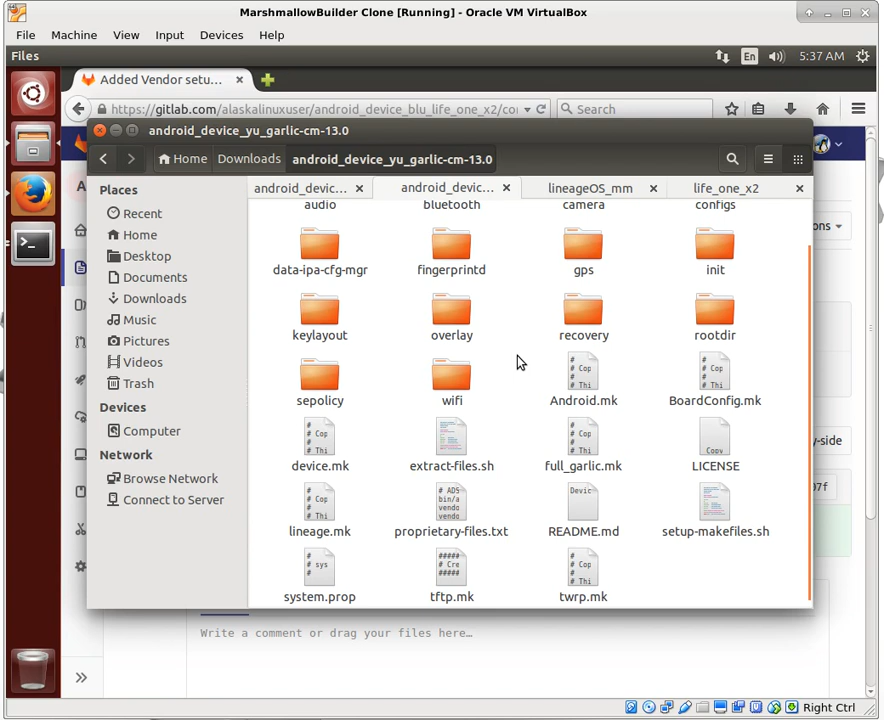 MarshmallowBuilder Clone [Running] - Oracle VM VirtualBox
File Machine View Input Devices Help
Files En 5:37 AM
Added Vendor setu...
https://gitlab.com/alaskalinuxuser/android_device_blu_life_one_x2/co
Search
android_device_yu_garlic-cm-13.0
Home Downloads android_device_yu_garlic-cm-13.0
Places
Recent
Home
Desktop
Documents
Downloads
Music
Pictures
Videos
Trash
Devices
Computer
Network
Browse Network
Connect to Server
android_devic... android_devic... lineageOS_mm life_one_x2
audio bluetooth camera configs
data-ipa-cfg-mgr fingerprintd gps init
keylayout overlay recovery rootdir
sepolicy wifi Android.mk BoardConfig.mk
device.mk extract-files.sh full_garlic.mk LICENSE
lineage.mk proprietary-files.txt README.md setup-makefiles.sh
system.prop tftp.mk twrp.mk
ons
y-side
07f
Write a comment or drag your files here...
Right Ctrl